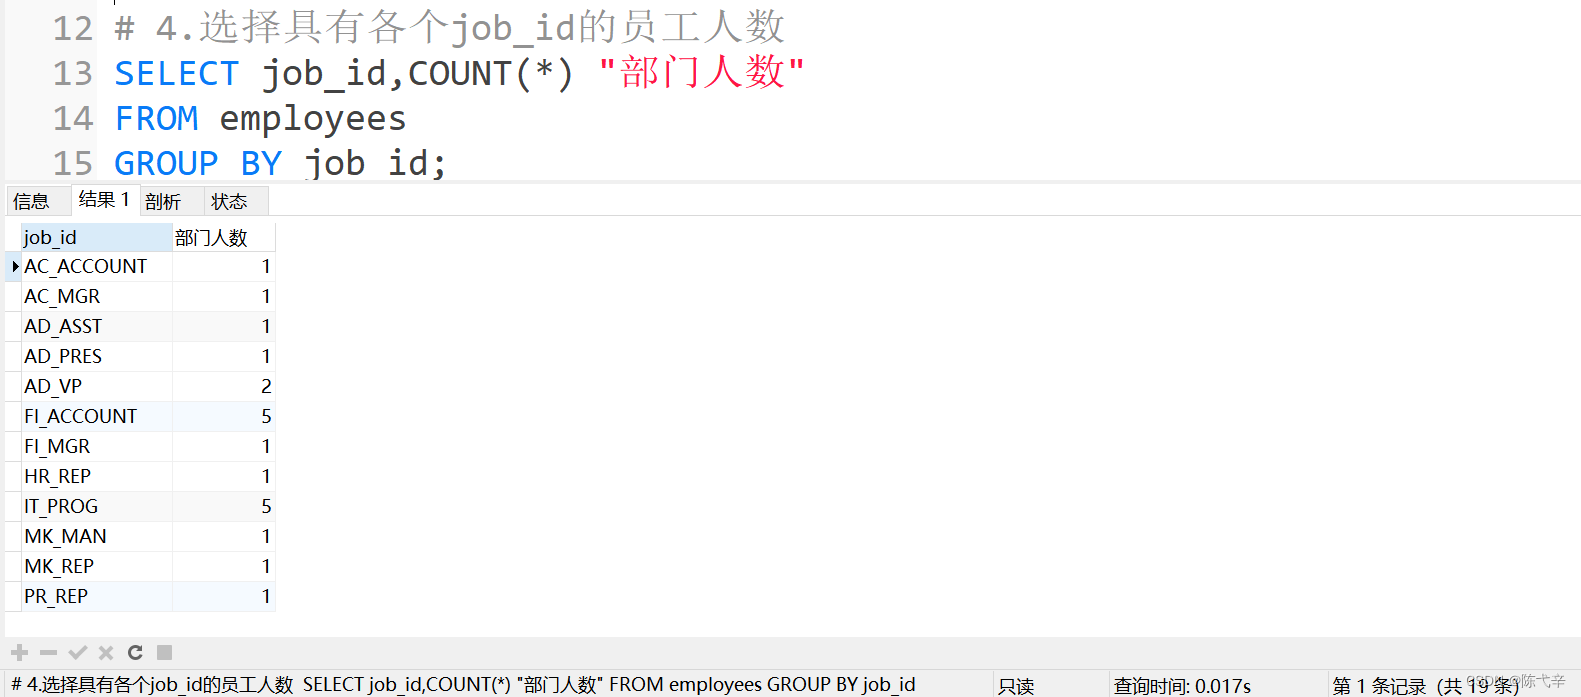 12 # 4.选择具有各个job_id的员工人数
13 SELECT job_id,COUNT(*) "部门人数"
14 FROM employees
15 GROUP BY job_id;
信息 结果 1 剖析 状态
job_id 部门人数
AC_ACCOUNT 1
AC_MGR 1
AD_ASST 1
AD_PRES 1
AD_VP 2
FI_ACCOUNT 5
FI_MGR 1
HR_REP 1
IT_PROG 5
MK_MAN 1
MK_REP 1
PR_REP 1
# 4.选择具有各个job_id的员工人数 SELECT job_id,COUNT(*) "部门人数" FROM employees GROUP BY job_id 只读 查询时间: 0.017s 第 1 条记录 (共 19 条)
CSDN @陈弋辛